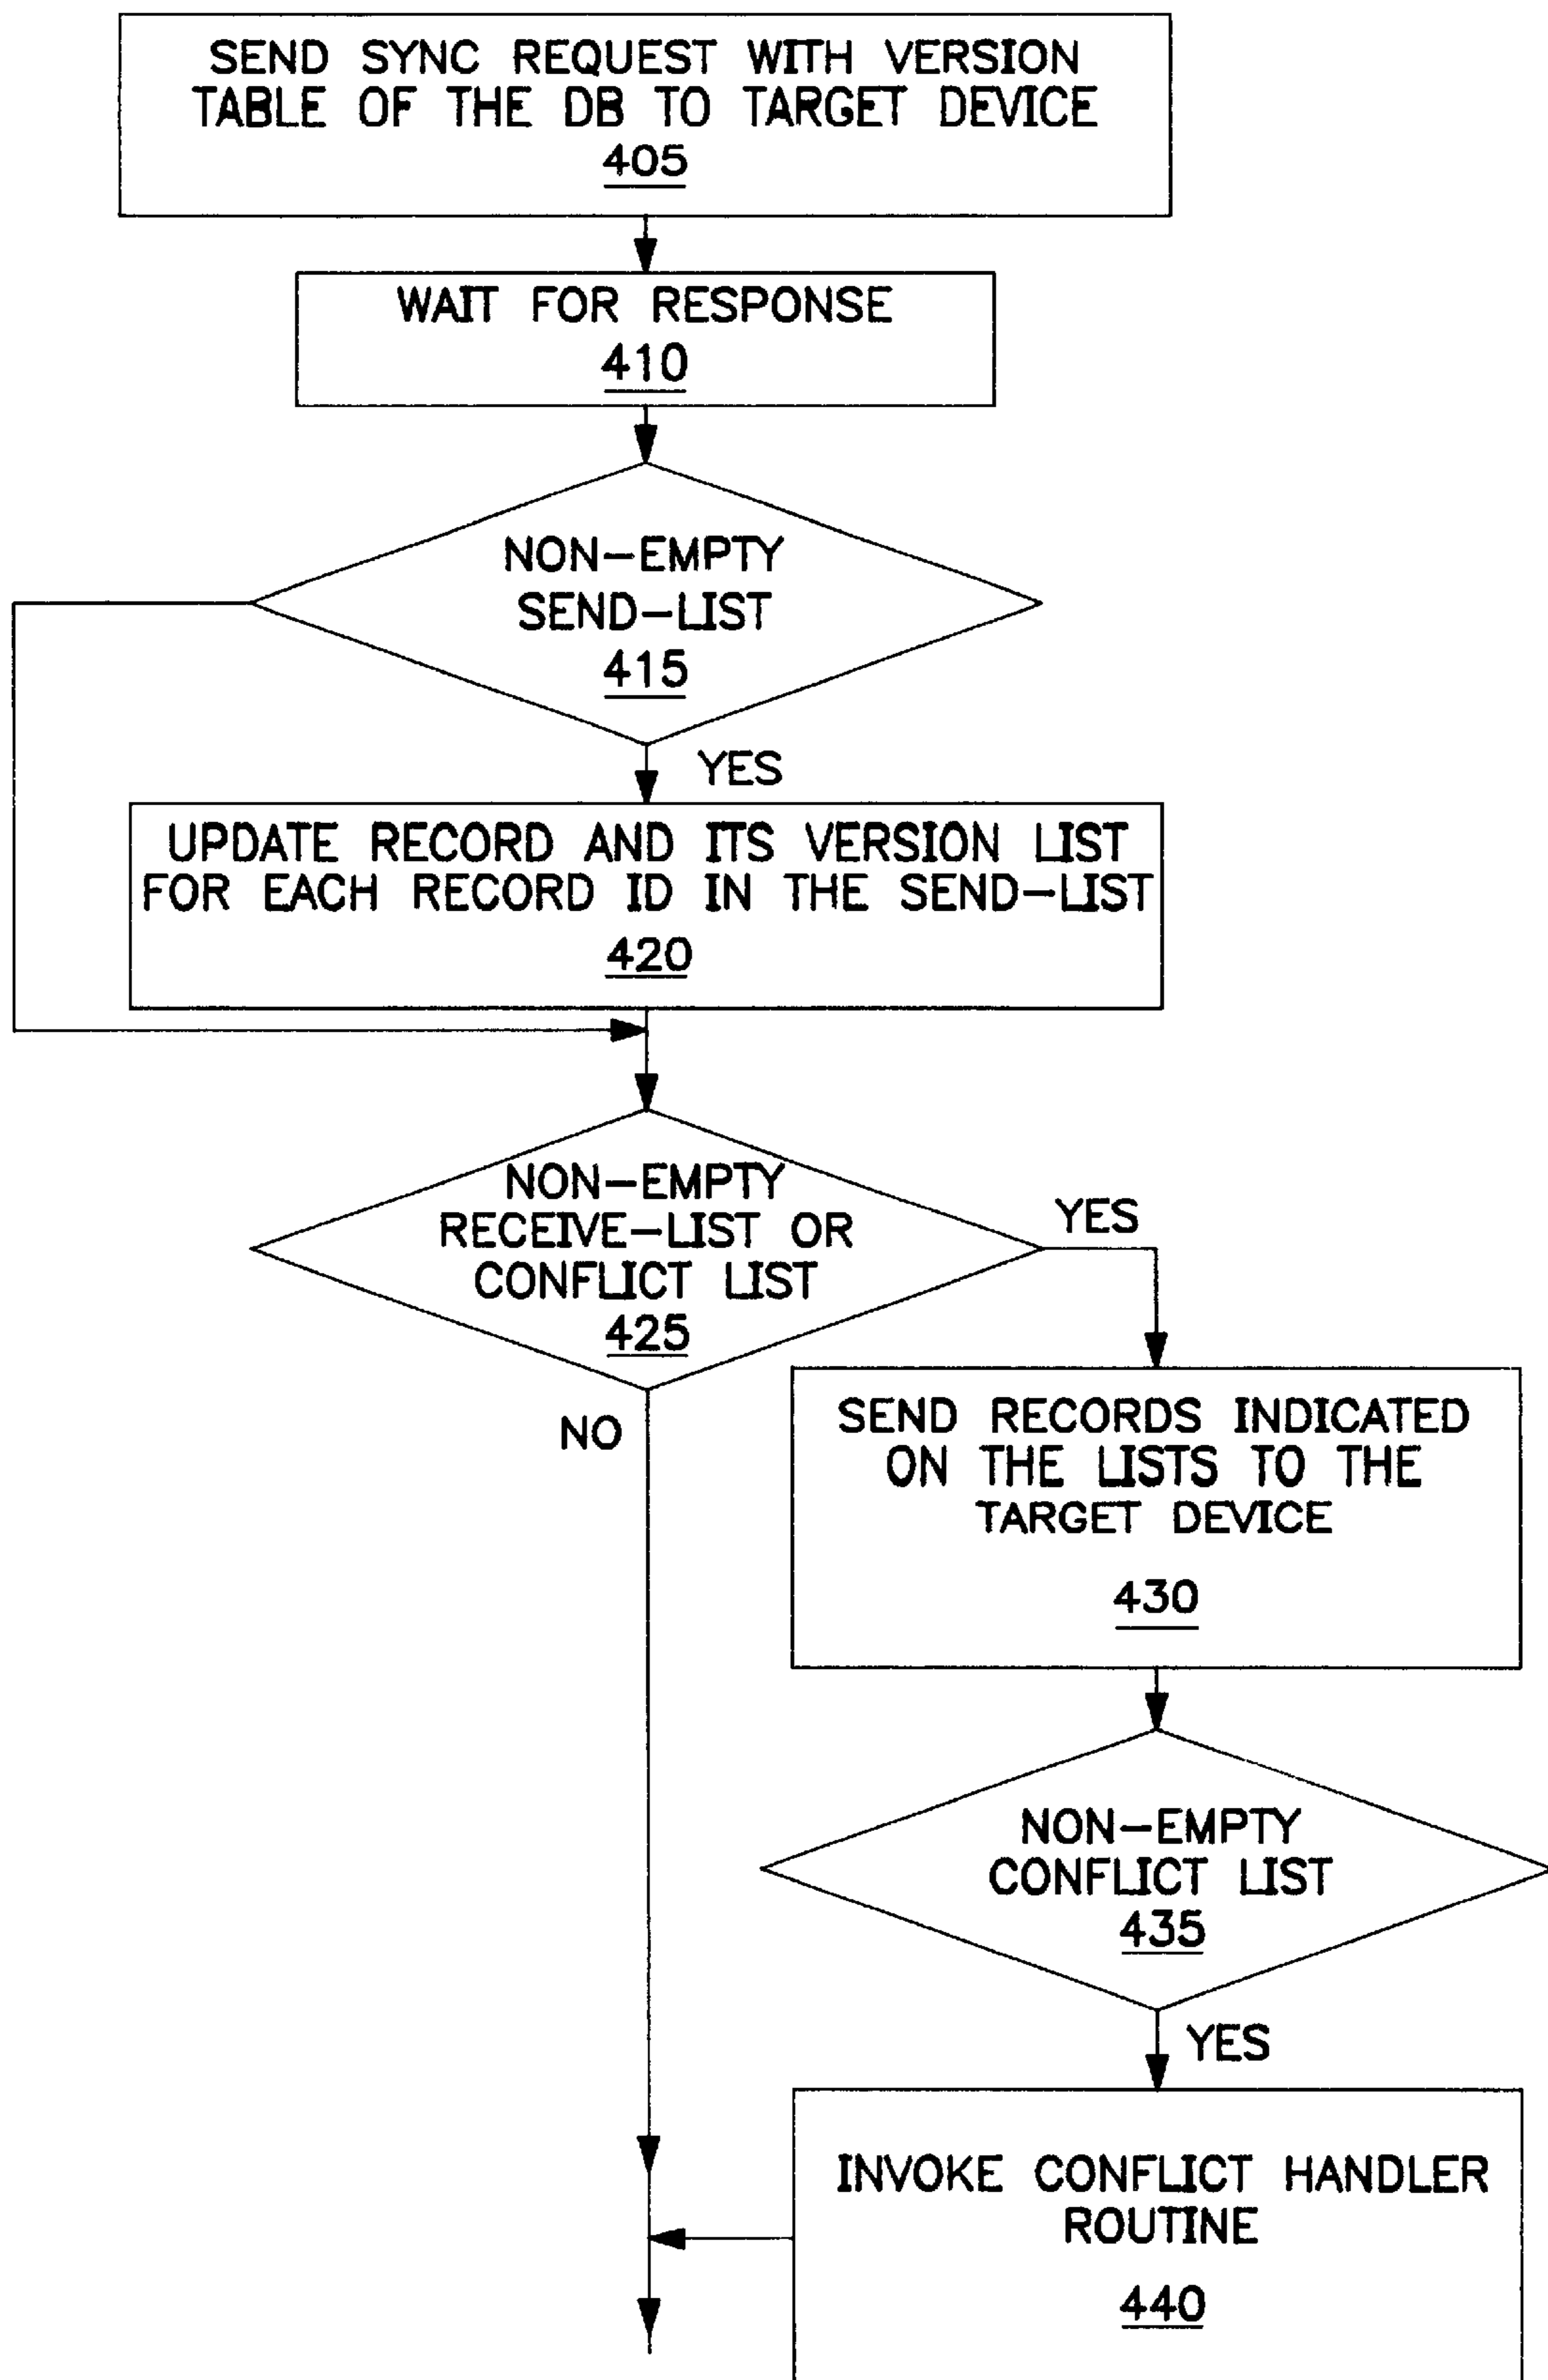 SEND SYNC REQUEST WITH VERSION
TABLE OF THE DB TO TARGET DEVICE
405
WAIT FOR RESPONSE
410
NON-EMPTY
SEND-LIST
415
YES
UPDATE RECORD AND ITS VERSION LIST
FOR EACH RECORD ID IN THE SEND-LIST
420
NON-EMPTY
RECEIVE-LIST OR
CONFLICT LIST
425
YES
NO
SEND RECORDS INDICATED
ON THE LISTS TO THE
TARGET DEVICE
430
NON-EMPTY
CONFLICT LIST
435
YES
INVOKE CONFLICT HANDLER
ROUTINE
440